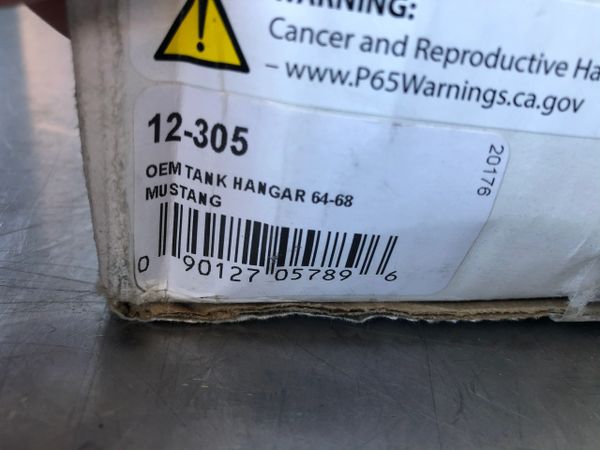 WARNING:
Cancer and Reproductive Ha
– www.P65Warnings.ca.gov
12-305
20176
OEM TANK HANGAR 64-68
MUSTANG
0 90127 05789 6